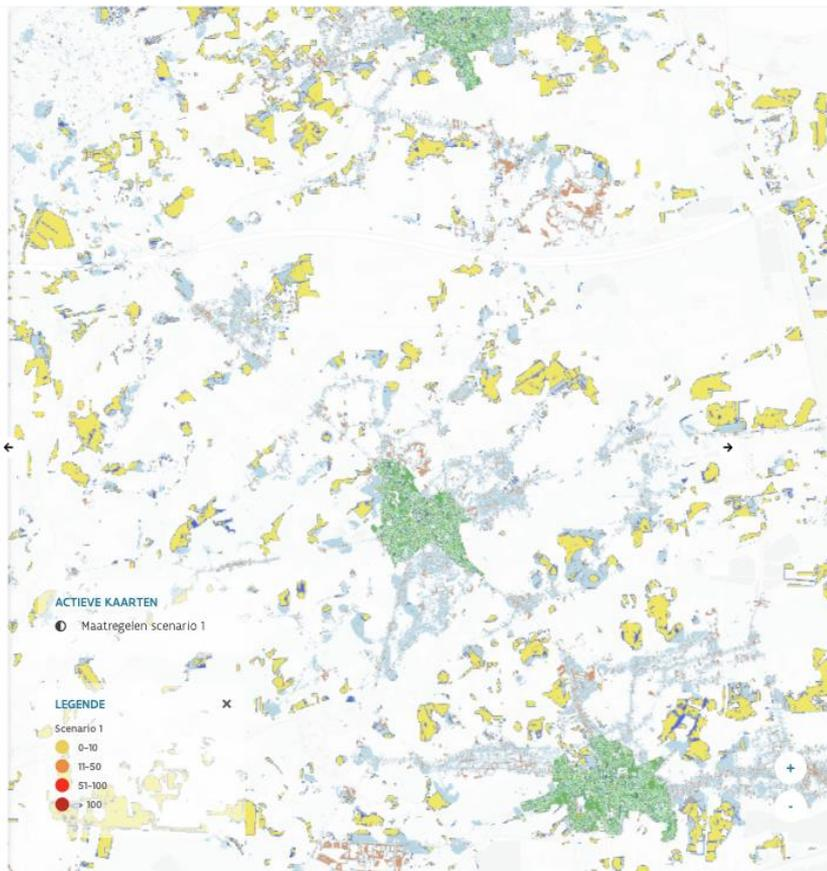 ACTIEVE KAARTEN
Maatregelen scenario 1
LEGENDE
Scenario 1
0-10
11-50
51-100
> 100
+
-